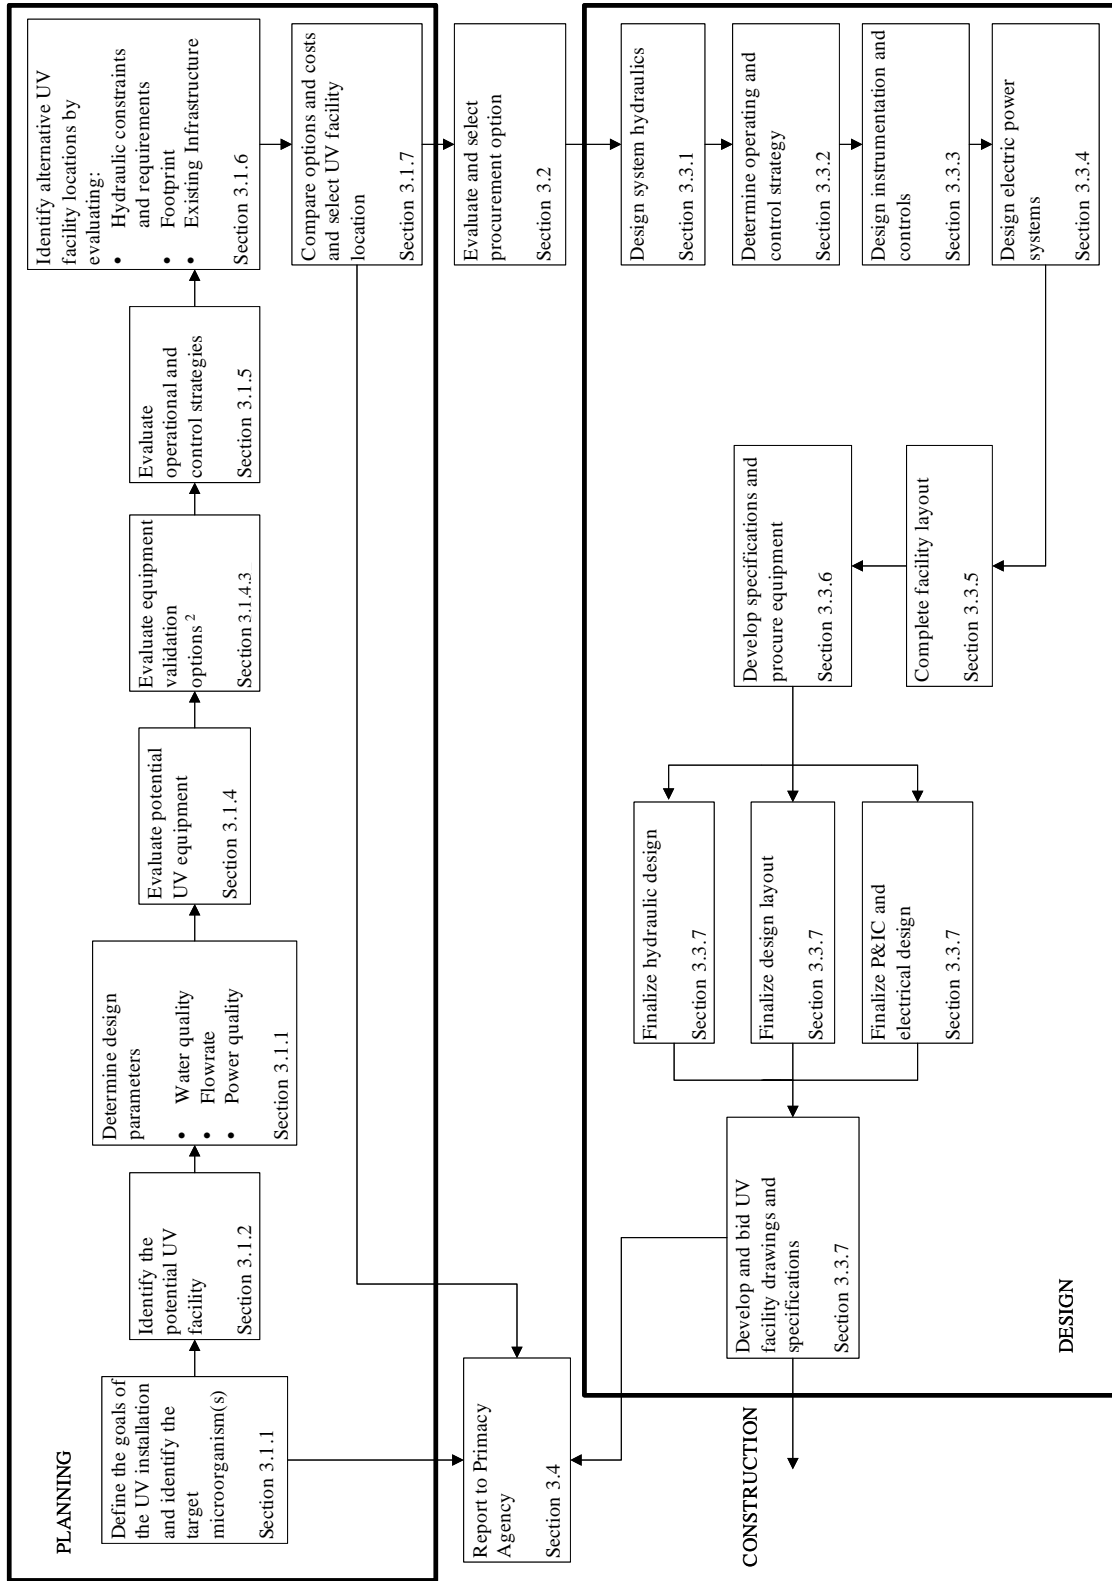 PLANNING
Define the goals of
the UV installation
and identify the
target
microorganism(s)
Section 3.1.1
Identify the
potential UV
facility
Section 3.1.2
Determine design
parameters
• Water quality
• Flowrate
• Power quality
Section 3.1.1
Evaluate potential
UV equipment
Section 3.1.4
Evaluate equipment
validation
options 2
Section 3.1.4.3
Evaluate
operational and
control strategies
Section 3.1.5
Identify alternative UV
facility locations by
evaluating:
• Hydraulic constraints
and requirements
• Footprint
• Existing Infrastructure
Section 3.1.6
Compare options and costs
and select UV facility
location
Section 3.1.7
Report to Primacy
Agency
Section 3.4
Evaluate and select
procurement option
Section 3.2
Design system hydraulics
Section 3.3.1
Determine operating and
control strategy
Section 3.3.2
Design instrumentation and
controls
Section 3.3.3
Design electric power
systems
Section 3.3.4
Complete facility layout
Section 3.3.5
Develop specifications and
procure equipment
Section 3.3.6
Finalize hydraulic design
Section 3.3.7
Finalize design layout
Section 3.3.7
Finalize P&IC and
electrical design
Section 3.3.7
Develop and bid UV
facility drawings and
specifications
Section 3.3.7
CONSTRUCTION
DESIGN